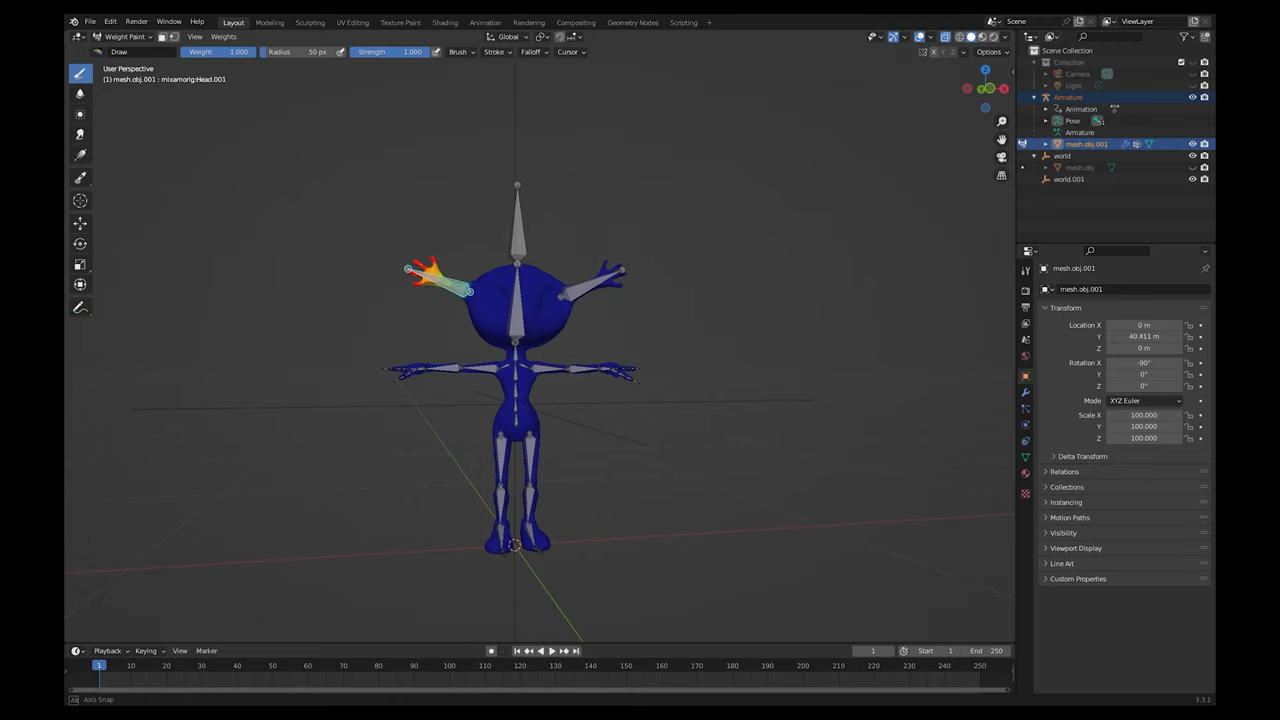 File Edit Render Window Help Layout Modeling Sculpting UV Editing Texture Paint Shading Animation Rendering Compositing Geometry Nodes Scripting + Scene ViewLayer
Weight Paint View Weights Global
Draw Weight 1.000 Radius 50 px Strength 1.000 Brush Stroke Falloff Cursor X Y Z Options
Scene Collection
Collection
User Perspective
(1) mesh.obj.001 : mixamorig:Head.001
Z
X
Y
Camera
Light
Armature
Animation
Pose
Armature
mesh.obj.001
world
mesh.obj
world.001
mesh.obj.001
mesh.obj.001
Transform
Location X 0 m
Y 40.411 m
Z 0 m
Rotation X -90°
Y 0°
Z 0°
Mode XYZ Euler
Scale X 100.000
Y 100.000
Z 100.000
Delta Transform
Relations
Collections
Instancing
Motion Paths
Visibility
Viewport Display
Line Art
Custom Properties
Playback Keying View Marker 1 Start 1 End 250
1 10 20 30 40 50 60 70 80 90 100 110 120 130 140 150 160 170 180 190 200 210 220 230 240 250
Axis Snap 3.3.1